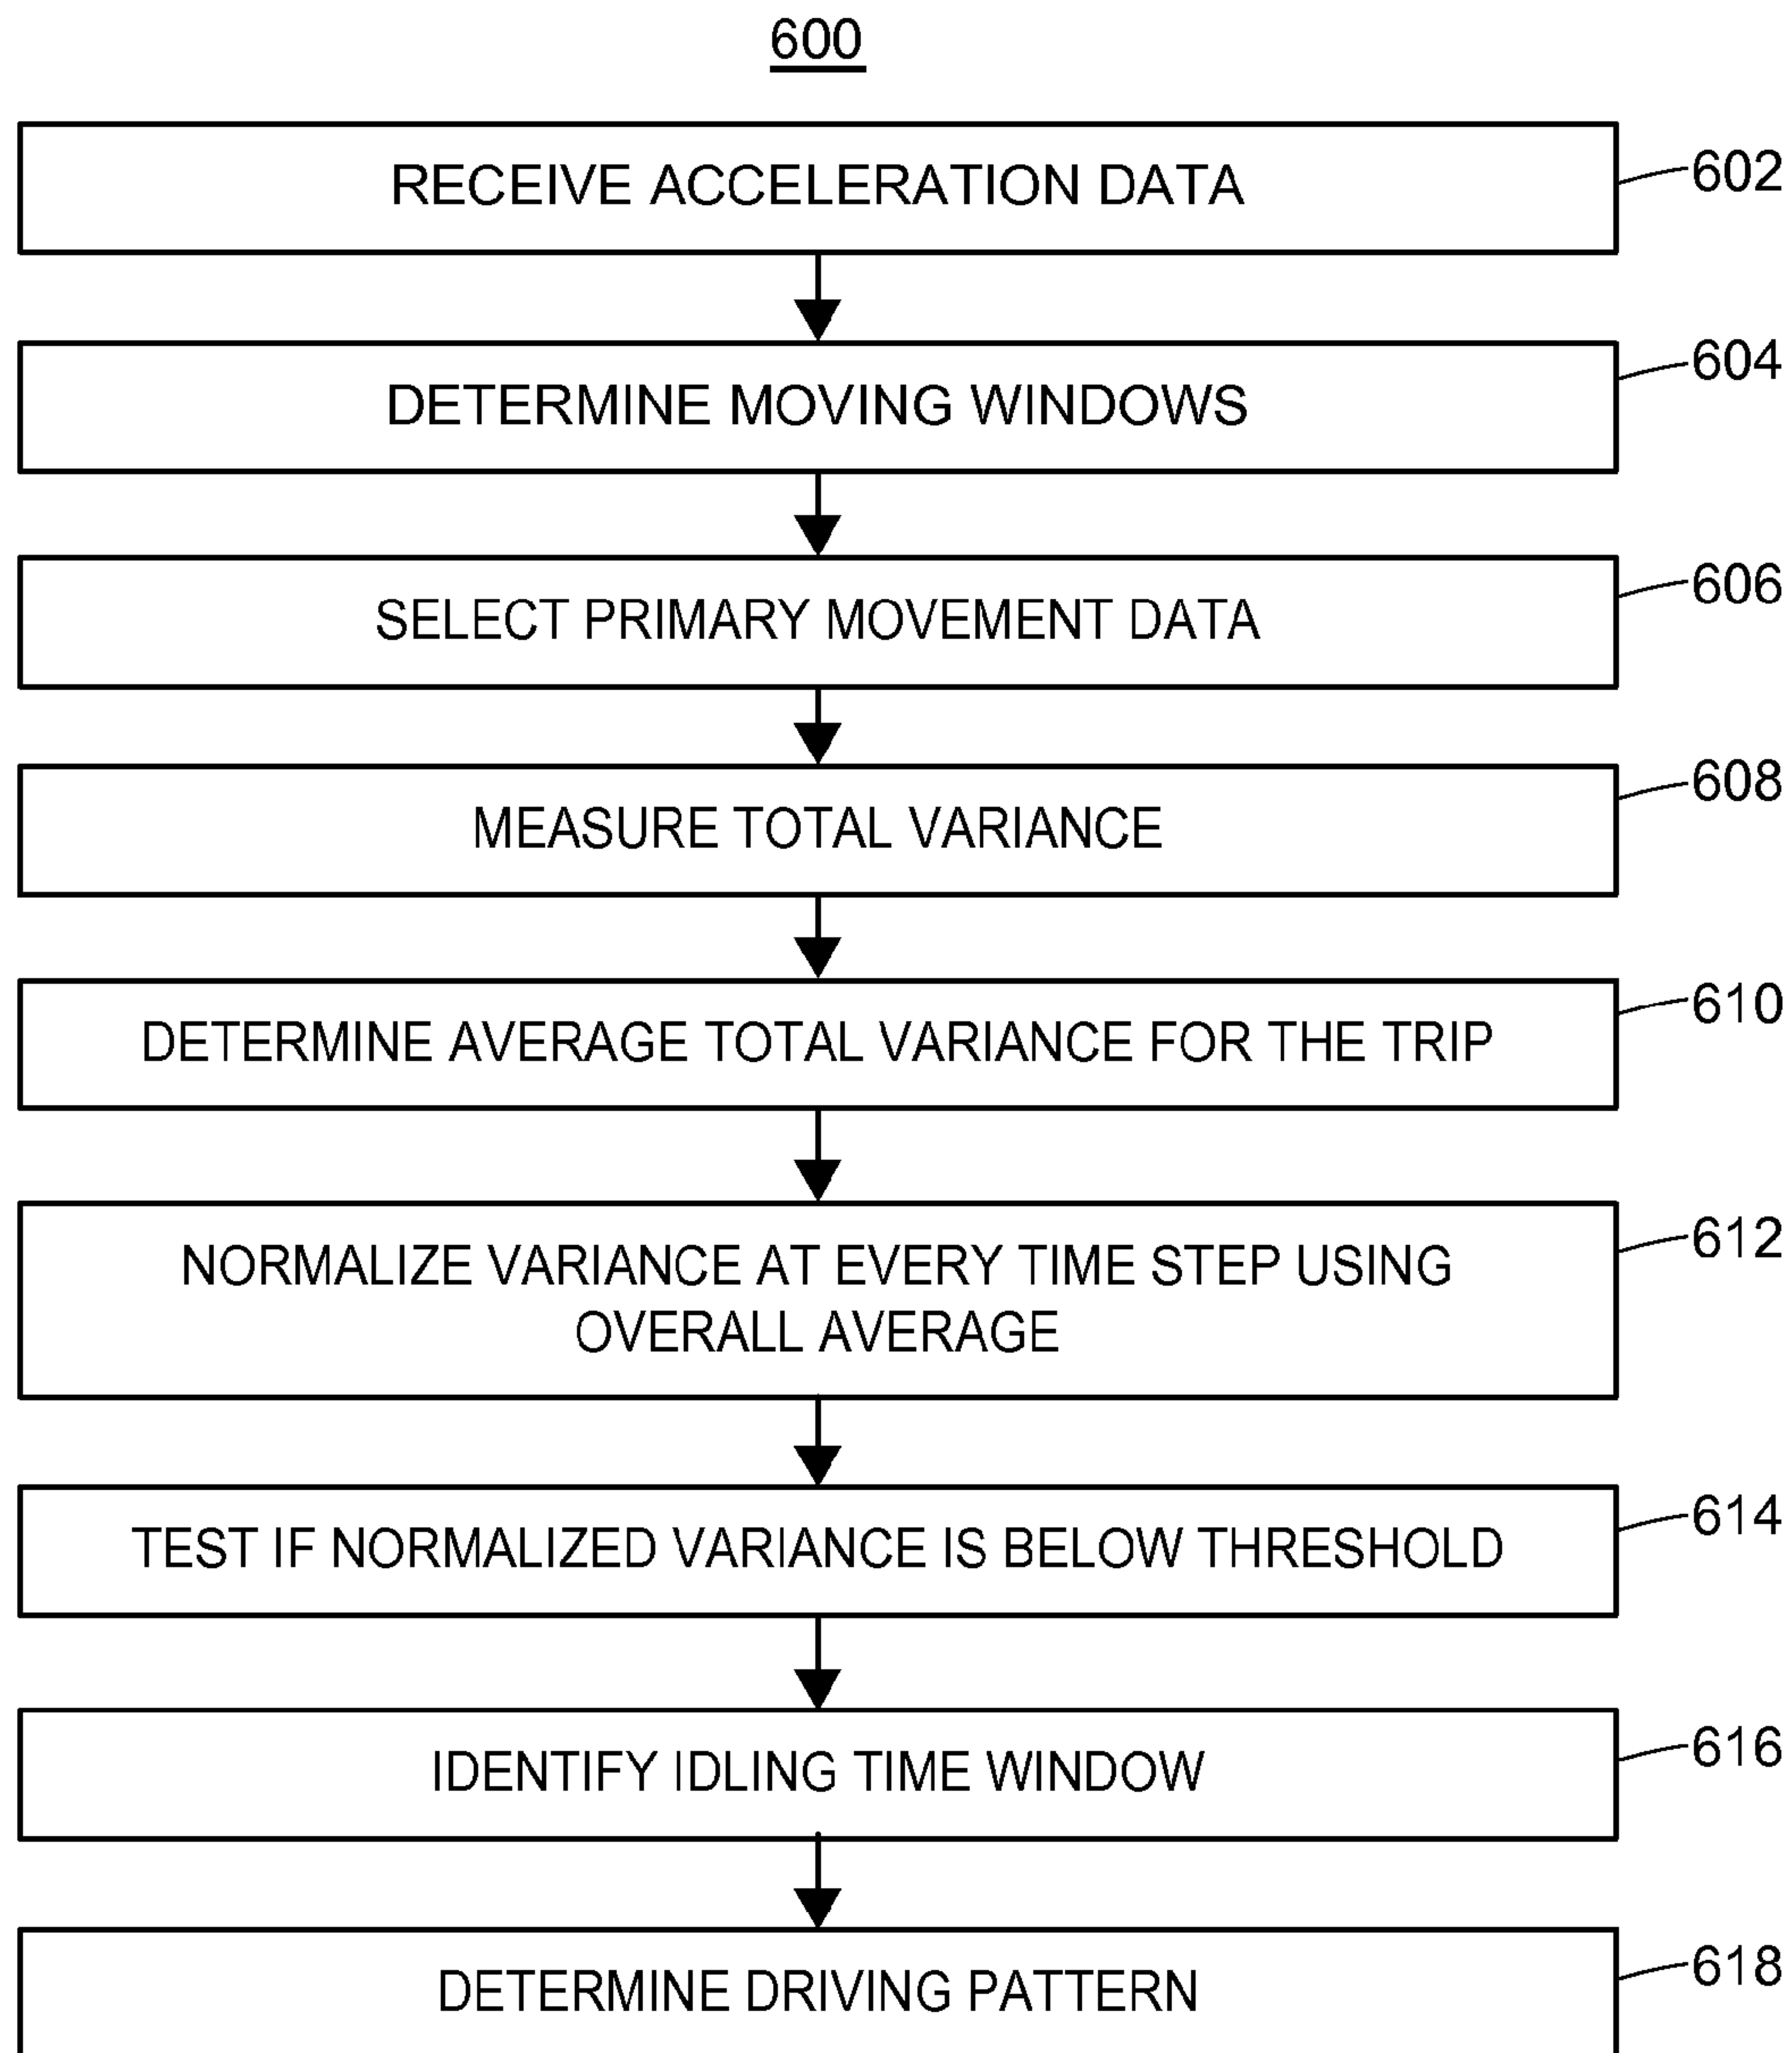 600
RECEIVE ACCELERATION DATA
602
DETERMINE MOVING WINDOWS
604
SELECT PRIMARY MOVEMENT DATA
606
MEASURE TOTAL VARIANCE
608
DETERMINE AVERAGE TOTAL VARIANCE FOR THE TRIP
610
NORMALIZE VARIANCE AT EVERY TIME STEP USING
OVERALL AVERAGE
612
TEST IF NORMALIZED VARIANCE IS BELOW THRESHOLD
614
IDENTIFY IDLING TIME WINDOW
616
DETERMINE DRIVING PATTERN
618